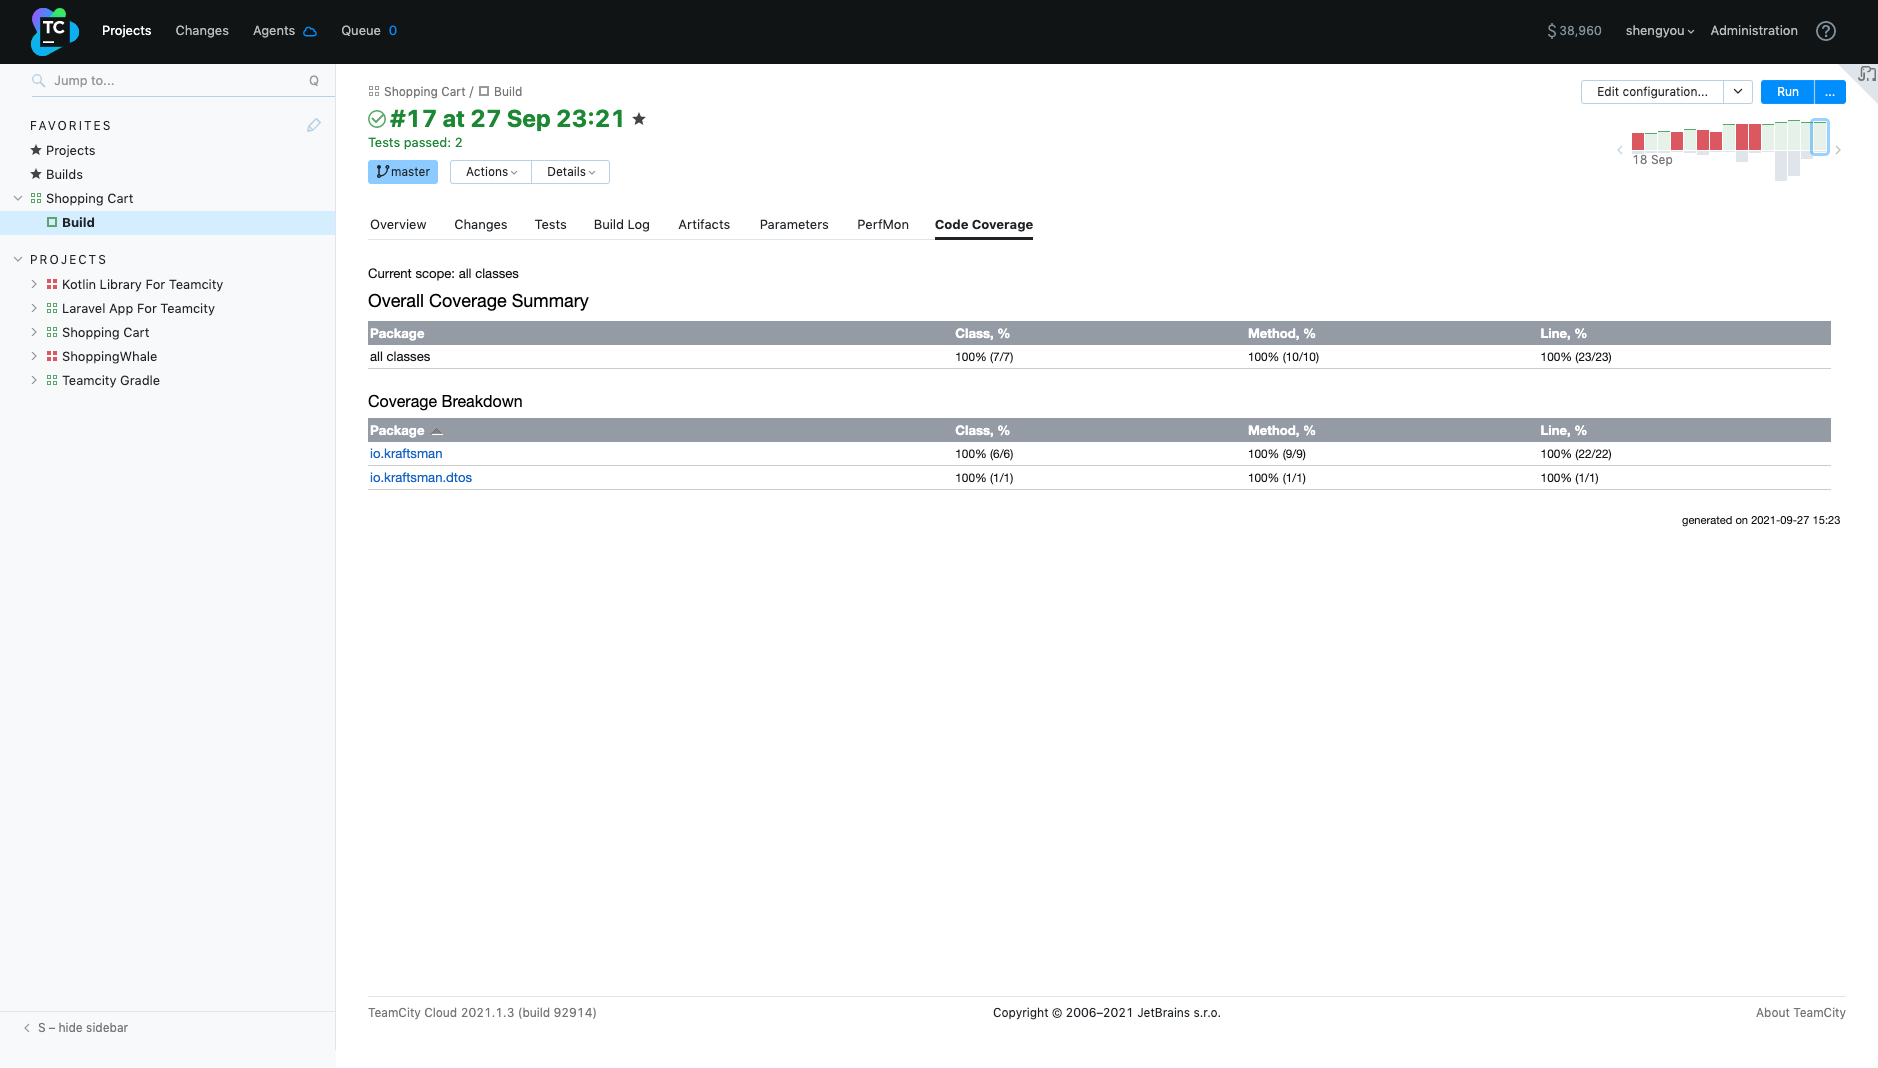 TC
Projects Changes Agents Queue 0
$ 38,960 shengyou Administration ?
Jump to... Q
FAVORITES
Projects
Builds
Shopping Cart
Build
PROJECTS
Kotlin Library For Teamcity
Laravel App For Teamcity
Shopping Cart
ShoppingWhale
Teamcity Gradle
S – hide sidebar
Shopping Cart / Build
Edit configuration... Run ...
#17 at 27 Sep 23:21
Tests passed: 2
18 Sep
master Actions Details
Overview Changes Tests Build Log Artifacts Parameters PerfMon Code Coverage
Current scope: all classes
Overall Coverage Summary
Package Class, % Method, % Line, %
all classes 100% (7/7) 100% (10/10) 100% (23/23)
Coverage Breakdown
Package Class, % Method, % Line, %
io.kraftsman 100% (6/6) 100% (9/9) 100% (22/22)
io.kraftsman.dtos 100% (1/1) 100% (1/1) 100% (1/1)
generated on 2021-09-27 15:23
TeamCity Cloud 2021.1.3 (build 92914) Copyright © 2006–2021 JetBrains s.r.o. About TeamCity